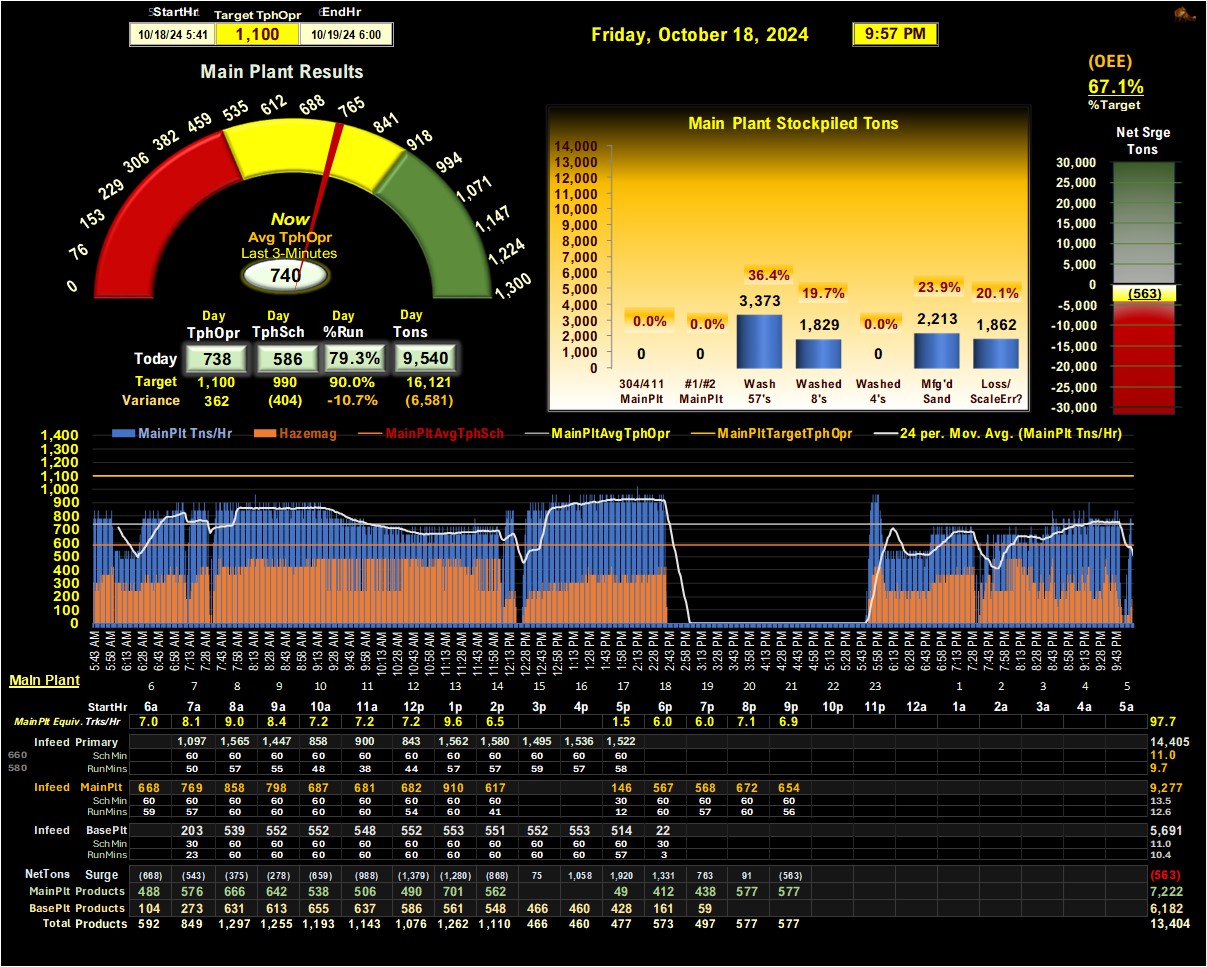 StartHr Target TphOpr EndHr
10/18/24 5:41 1,100 10/19/24 6:00
Friday, October 18, 2024 9:57 PM
(OEE)
67.1%
%Target
Main Plant Results
0 76 153 229 306 382 459 535 612 688 765 841 918 994 1,071 1,147 1,224 1,300
Now
Avg TphOpr
Last 3-Minutes
740
Day Day Day Day
TphOpr TphSch %Run Tons
Today 738 586 79.3% 9,540
Target 1,100 990 90.0% 16,121
Variance 362 (404) -10.7% (6,581)
Main Plant Stockpiled Tons
14,000
13,000
12,000
11,000
10,000
9,000
8,000
7,000
6,000
5,000
4,000
3,000
2,000
1,000
0
0.0% 0.0% 36.4% 19.7% 0.0% 23.9% 20.1%
0 0 3,373 1,829 0 2,213 1,862
304/411 #1/#2 Wash Washed Washed Mfg'd Loss/
MainPlt MainPlt 57's 8's 4's Sand ScaleErr?
Net Srge
Tons
30,000
25,000
20,000
15,000
10,000
5,000
0
(563)
-5,000
-10,000
-15,000
-20,000
-25,000
-30,000
MainPlt Tns/Hr Hazemag MainPltAvgTphSch MainPltAvgTphOpr MainPltTargetTphOpr 24 per. Mov. Avg. (MainPlt Tns/Hr)
1,400
1,300
1,200
1,100
1,000
900
800
700
600
500
400
300
200
100
0
5:43 AM 5:58 AM 6:13 AM 6:28 AM 6:43 AM 6:58 AM 7:13 AM 7:28 AM 7:43 AM 7:58 AM 8:13 AM 8:28 AM 8:43 AM 8:58 AM 9:13 AM 9:28 AM 9:43 AM 9:59 AM 10:13 AM 10:28 AM 10:43 AM 10:58 AM 11:13 AM 11:28 AM 11:43 AM 11:58 AM 12:13 PM 12:28 PM 12:43 PM 12:58 PM 1:13 PM 1:28 PM 1:43 PM 2:03 PM 2:18 PM 2:28 PM 2:43 PM 2:58 PM 3:13 PM 3:28 PM 3:43 PM 3:58 PM 4:13 PM 4:28 PM 4:43 PM 4:58 PM 5:13 PM 5:28 PM 5:43 PM 5:58 PM 6:13 PM 6:28 PM 6:43 PM 6:58 PM 7:13 PM 7:28 PM 7:43 PM 7:58 PM 8:13 PM 8:28 PM 8:43 PM 8:58 PM 9:13 PM 9:28 PM 9:43 PM
Main Plant 6 7 8 9 10 11 12 13 14 15 16 17 18 19 20 21 22 23 1 2 3 4 5
StartHr 6a 7a 8a 9a 10a 11a 12p 1p 2p 3p 4p 5p 6p 7p 8p 9p 10p 11p 12a 1a 2a 3a 4a 5a
MainPlt Equiv. Trks/Hr 7.0 8.1 9.0 8.4 7.2 7.2 7.2 9.6 6.5 1.5 6.0 6.0 7.1 6.9 97.7
Infeed Primary 1,097 1,565 1,447 858 900 843 1,562 1,580 1,495 1,536 1,522 14,405
660 Sch Min 60 60 60 60 60 60 60 60 60 60 60 11.0
580 RunMins 50 57 55 48 38 44 57 57 59 57 58 9.7
Infeed MainPlt 668 769 858 798 687 681 682 910 617 146 567 568 672 654 9,277
Sch Min 60 60 60 60 60 60 60 60 60 30 60 60 60 60 13.5
RunMins 59 57 60 60 60 60 54 60 41 12 60 57 60 56 12.6
Infeed BasePlt 203 539 552 552 548 552 553 551 552 553 514 22 5,691
Sch Min 30 60 60 60 60 60 60 60 60 60 60 30 11.0
RunMins 23 60 60 60 60 60 60 60 60 60 57 3 10.4
NetTons Surge (668) (543) (375) (278) (659) (988) (1,379) (1,280) (868) 75 1,058 1,920 1,331 763 91 (563) (563)
MainPlt Products 488 576 666 642 538 506 490 701 562 49 412 438 577 577 7,222
BasePlt Products 104 273 631 613 655 637 586 561 548 466 460 428 161 59 6,182
Total Products 592 849 1,297 1,255 1,193 1,143 1,076 1,262 1,110 466 460 477 573 497 577 577 13,404